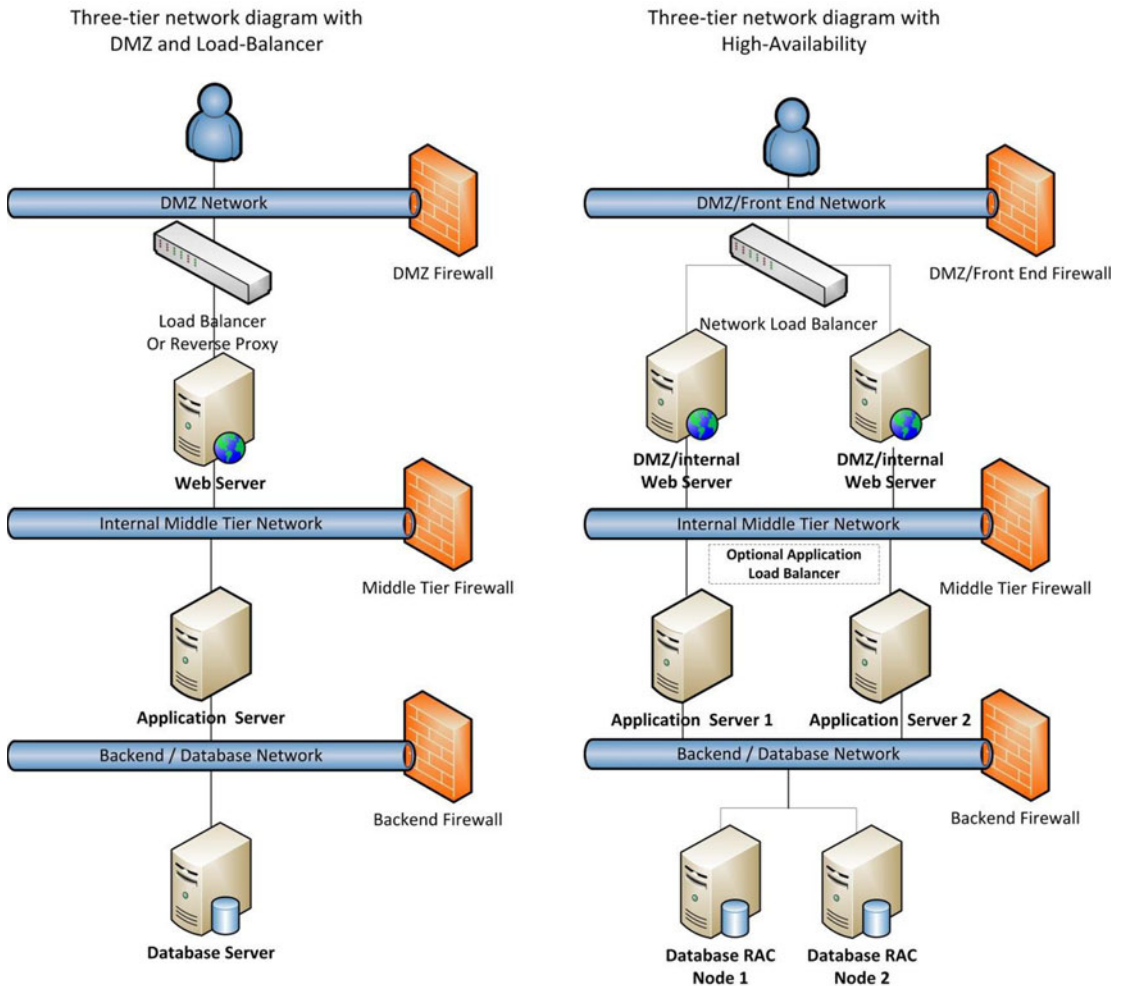 Three-tier network diagram with
DMZ and Load-Balancer
DMZ Network
DMZ Firewall
Load Balancer
Or Reverse Proxy
Web Server
Internal Middle Tier Network
Middle Tier Firewall
Application Server
Backend / Database Network
Backend Firewall
Database Server
Three-tier network diagram with
High-Availability
DMZ/Front End Network
DMZ/Front End Firewall
Network Load Balancer
DMZ/internal
Web Server
DMZ/internal
Web Server
Internal Middle Tier Network
Optional Application
Load Balancer
Middle Tier Firewall
Application Server 1
Application Server 2
Backend / Database Network
Backend Firewall
Database RAC
Node 1
Database RAC
Node 2